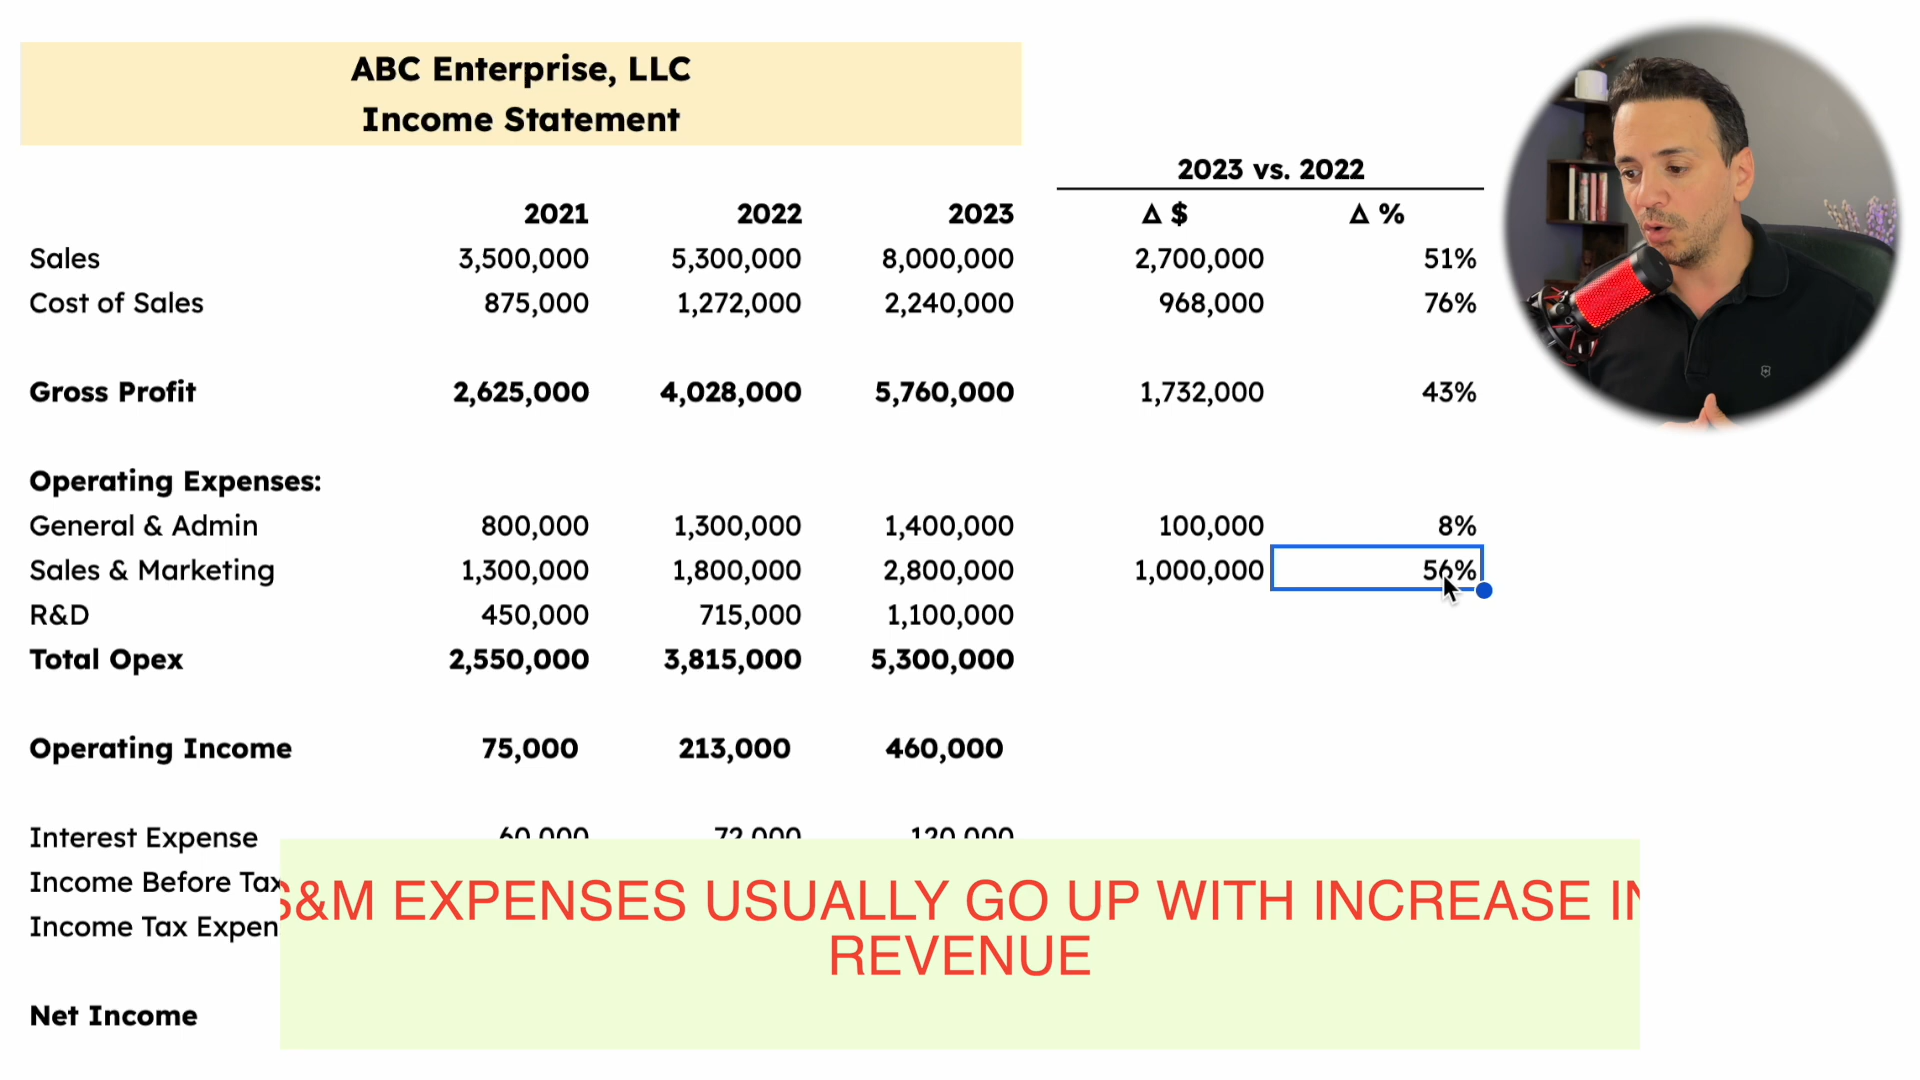 ABC Enterprise, LLC
Income Statement
2023 vs. 2022
2021 2022 2023 Δ $ Δ %
Sales 3,500,000 5,300,000 8,000,000 2,700,000 51%
Cost of Sales 875,000 1,272,000 2,240,000 968,000 76%
Gross Profit 2,625,000 4,028,000 5,760,000 1,732,000 43%
Operating Expenses:
General & Admin 800,000 1,300,000 1,400,000 100,000 8%
Sales & Marketing 1,300,000 1,800,000 2,800,000 1,000,000 56%
R&D 450,000 715,000 1,100,000
Total Opex 2,550,000 3,815,000 5,300,000
Operating Income 75,000 213,000 460,000
Interest Expense 60,000 72,000 120,000
Income Before Tax
Income Tax Expen
S&M EXPENSES USUALLY GO UP WITH INCREASE IN
REVENUE
Net Income